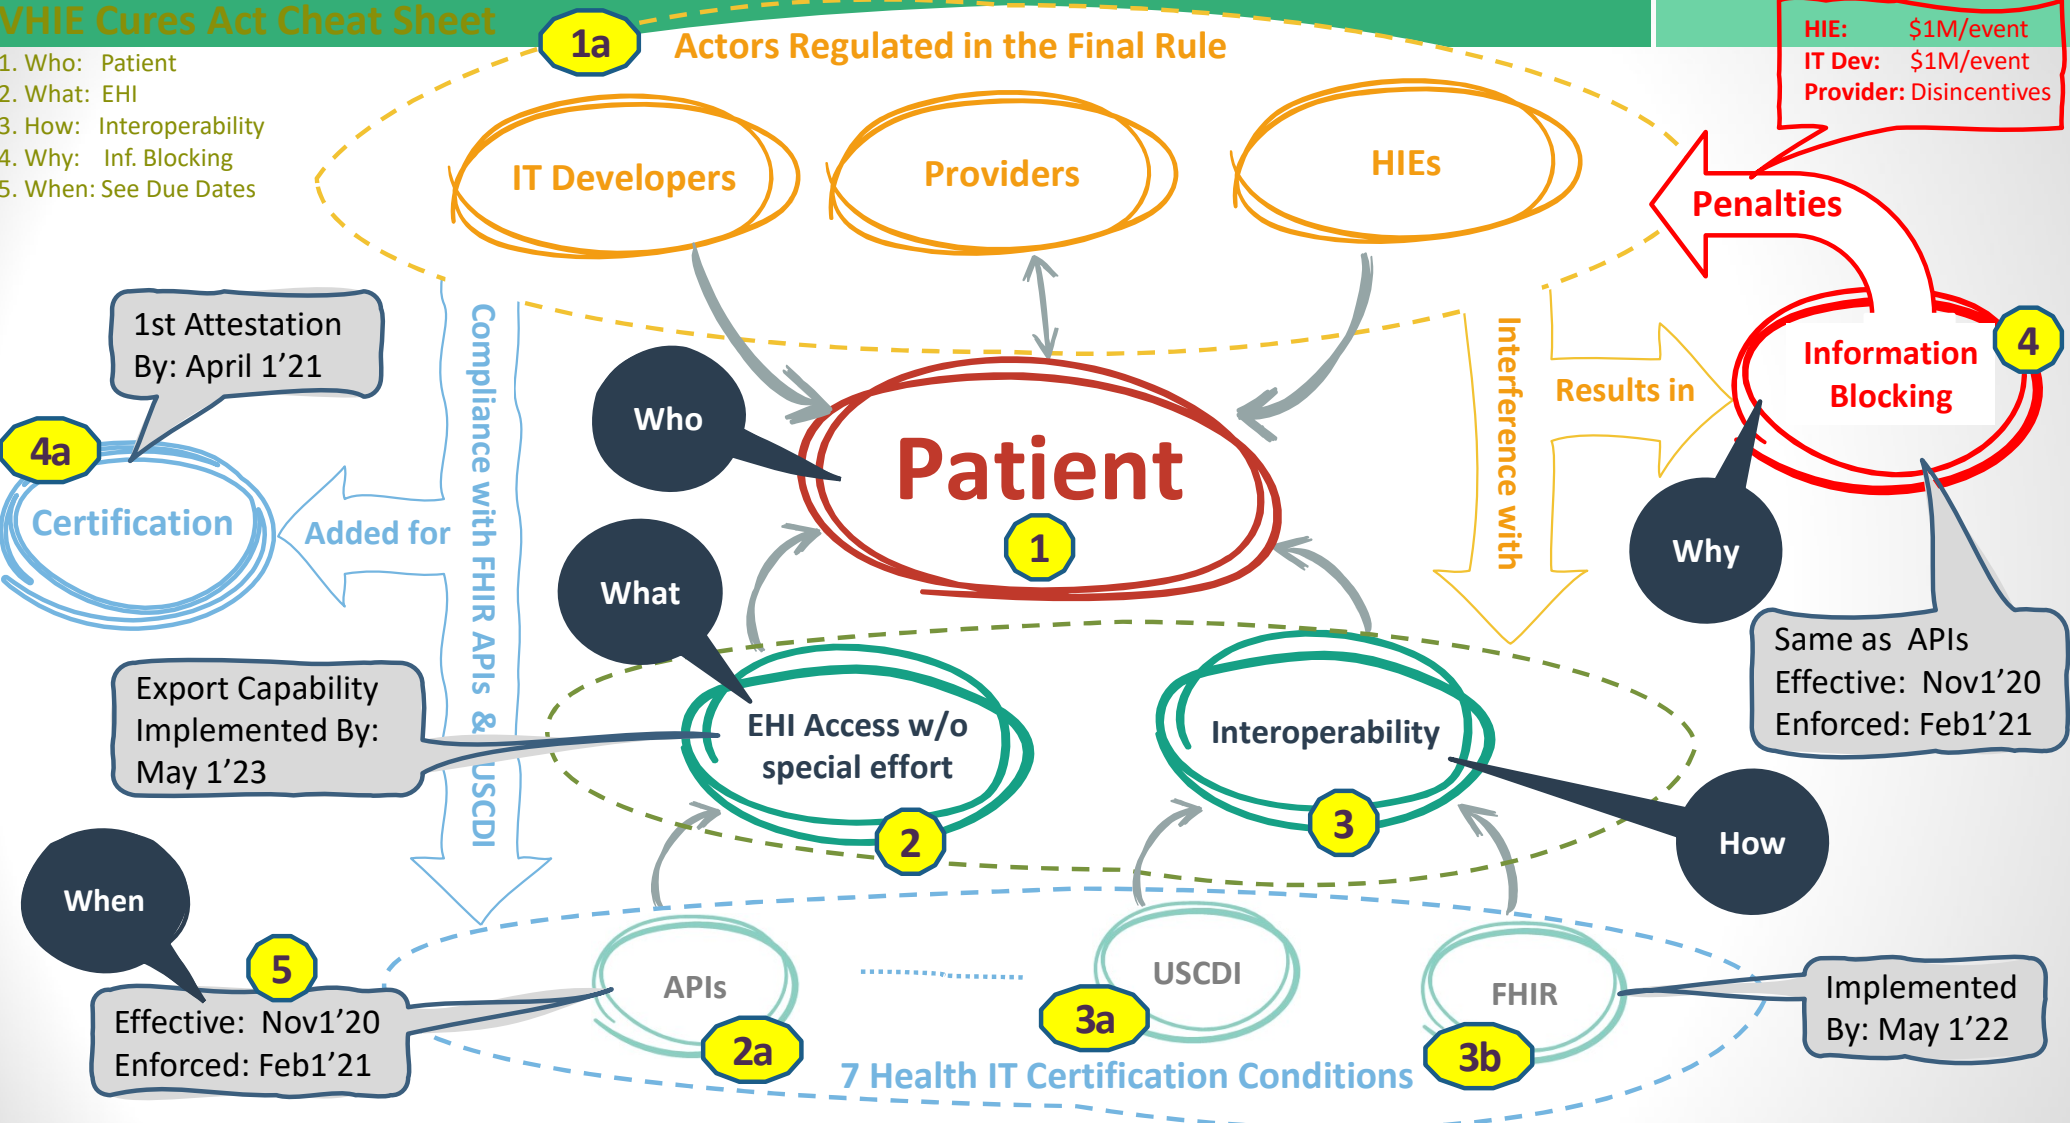 VHIE Cures Act Cheat Sheet
1. Who: Patient
2. What: EHI
3. How: Interoperability
4. Why: Inf. Blocking
5. When: See Due Dates
1a
Actors Regulated in the Final Rule
HIE: $1M/event
IT Dev: $1M/event
Provider: Disincentives
IT Developers
Providers
HIEs
Penalties
1st Attestation
By: April 1’21
4a
Certification
Added for
Compliance with FHIR APIs & USCDI
Who
Patient
1
Interference with
Results in
Information
Blocking
4
Why
Same as APIs
Effective: Nov1’20
Enforced: Feb1’21
What
Export Capability
Implemented By:
May 1’23
EHI Access w/o
special effort
2
Interoperability
3
How
When
5
Effective: Nov1’20
Enforced: Feb1’21
APIs
2a
USCDI
3a
FHIR
3b
Implemented
By: May 1’22
7 Health IT Certification Conditions